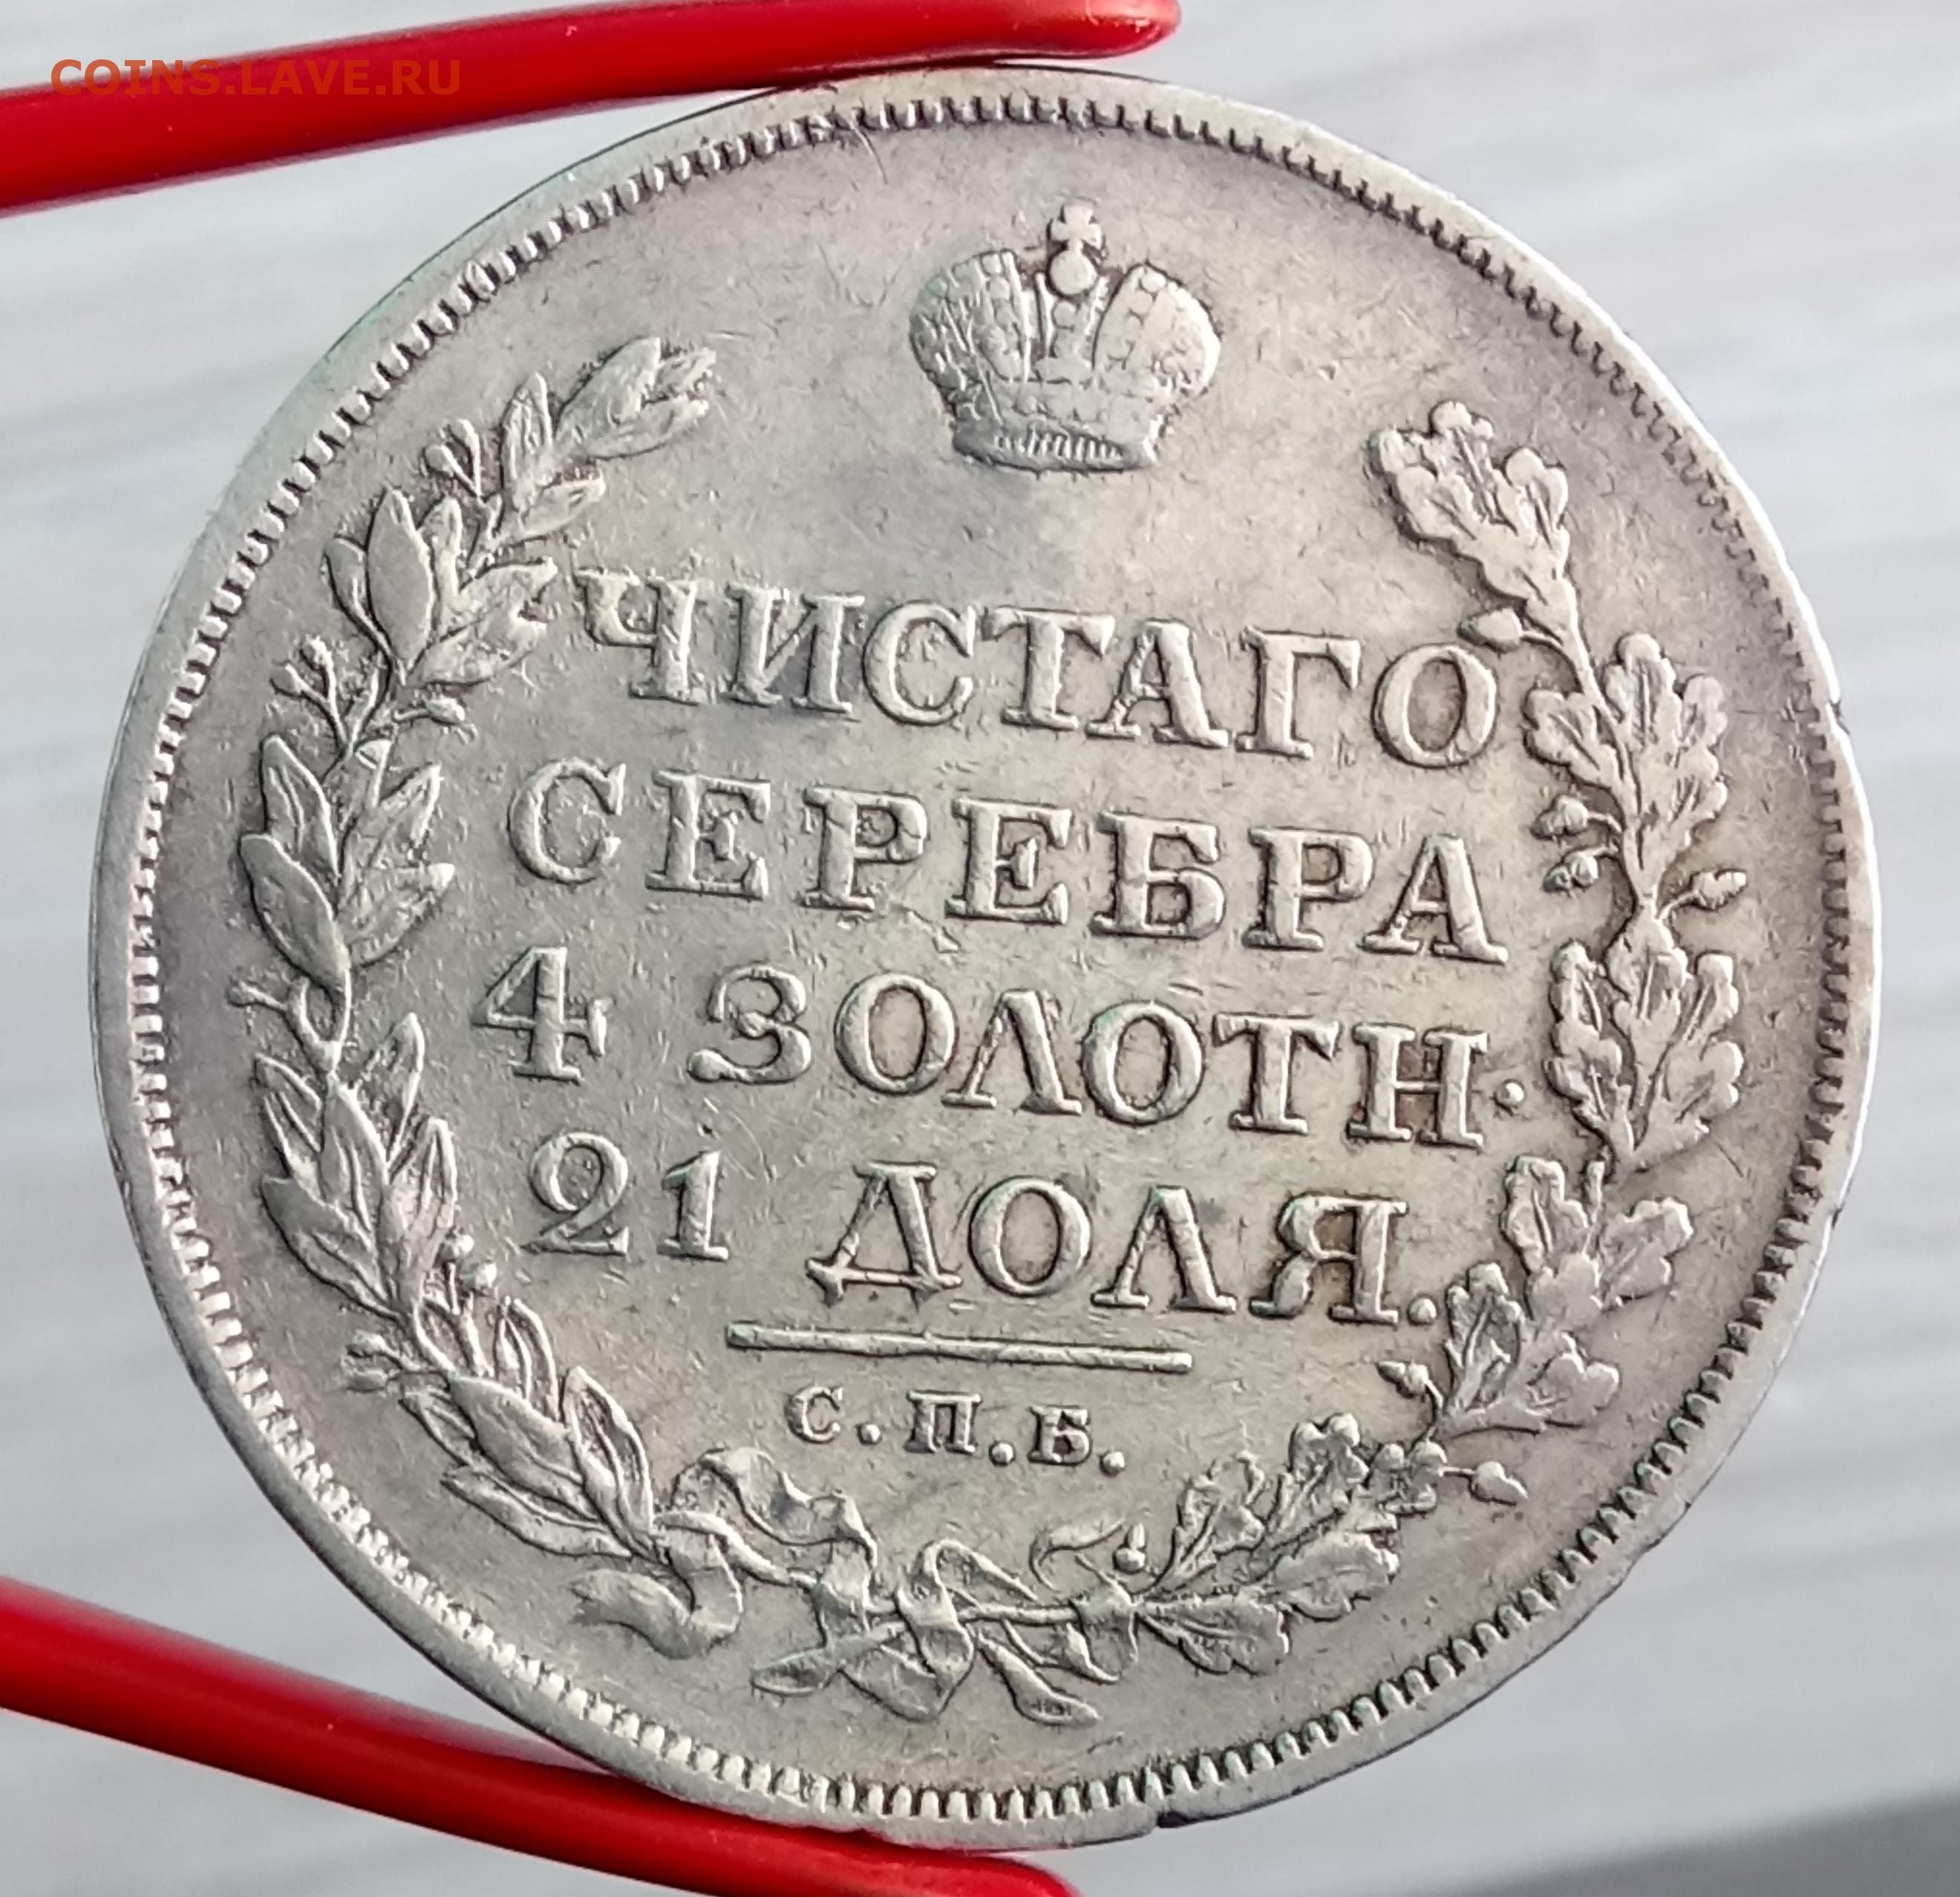 COINS.LAVE.RU
ЧИСТАГО
СЕРЕБРА
4 ЗОЛОТН.
21 ДОЛЯ.
С.П.Б.